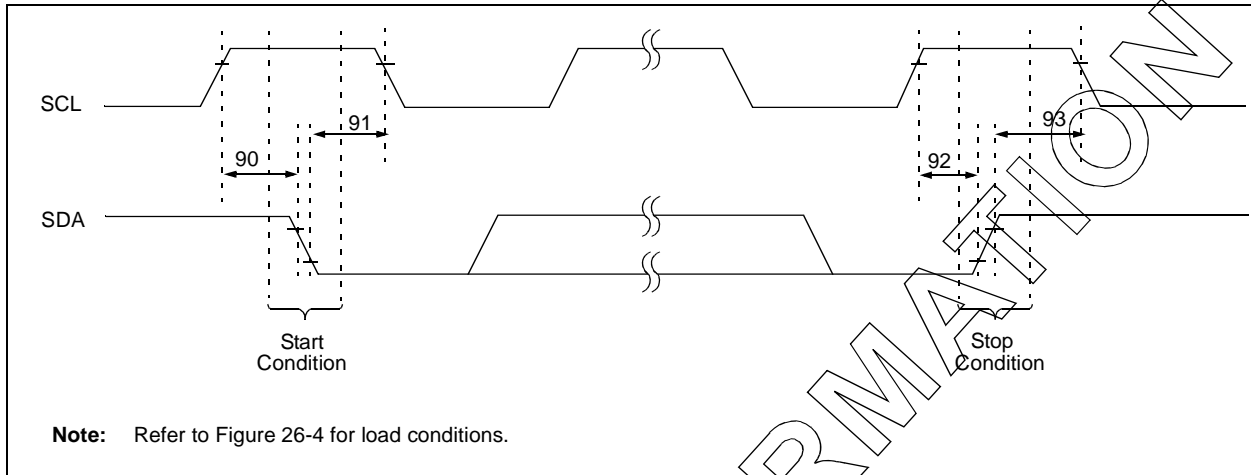 SCL
91
93
90
92
SDA
Start
Condition
Stop
Condition
Note: Refer to Figure 26-4 for load conditions.
RMATION